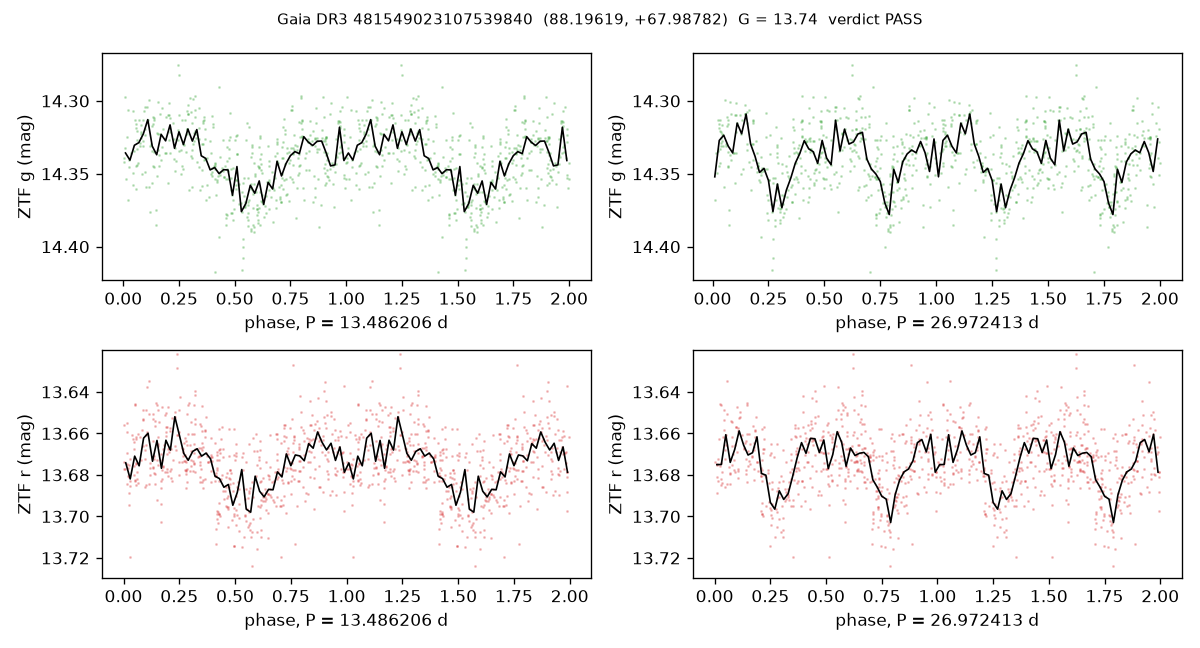 Gaia DR3 481549023107539840 (88.19619, +67.98782) G = 13.74 verdict PASS
ZTF g (mag)
14.30
14.35
14.40
0.00 0.25 0.50 0.75 1.00 1.25 1.50 1.75 2.00
phase, P = 13.486206 d
ZTF g (mag)
14.30
14.35
14.40
0.00 0.25 0.50 0.75 1.00 1.25 1.50 1.75 2.00
phase, P = 26.972413 d
ZTF r (mag)
13.64
13.66
13.68
13.70
13.72
0.00 0.25 0.50 0.75 1.00 1.25 1.50 1.75 2.00
phase, P = 13.486206 d
ZTF r (mag)
13.64
13.66
13.68
13.70
13.72
0.00 0.25 0.50 0.75 1.00 1.25 1.50 1.75 2.00
phase, P = 26.972413 d